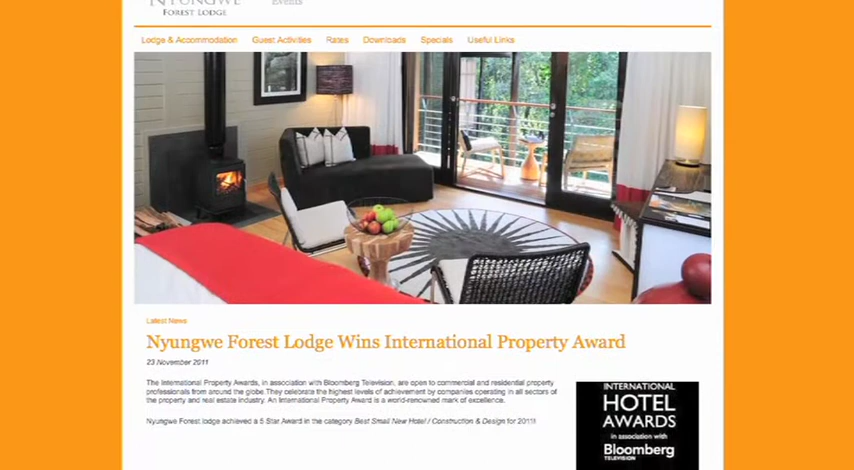 NYUNGWE
FOREST LODGE
Events
Lodge & Accommodation Guest Activities Rates Downloads Specials Useful Links
Latest News
Nyungwe Forest Lodge Wins International Property Award
23 November 2011
The International Property Awards, in association with Bloomberg Television, are open to commercial and residential property
professionals from around the globe.They celebrate the highest levels of achievement by companies operating in all sectors of
the property and real estate industry. An International Property Award is a world-renowned mark of excellence.
Nyungwe Forest lodge achieved a 5 Star Award in the category Best Small New Hotel / Construction & Design for 2011!
INTERNATIONAL
HOTEL
AWARDS
in association with
Bloomberg
TELEVISION